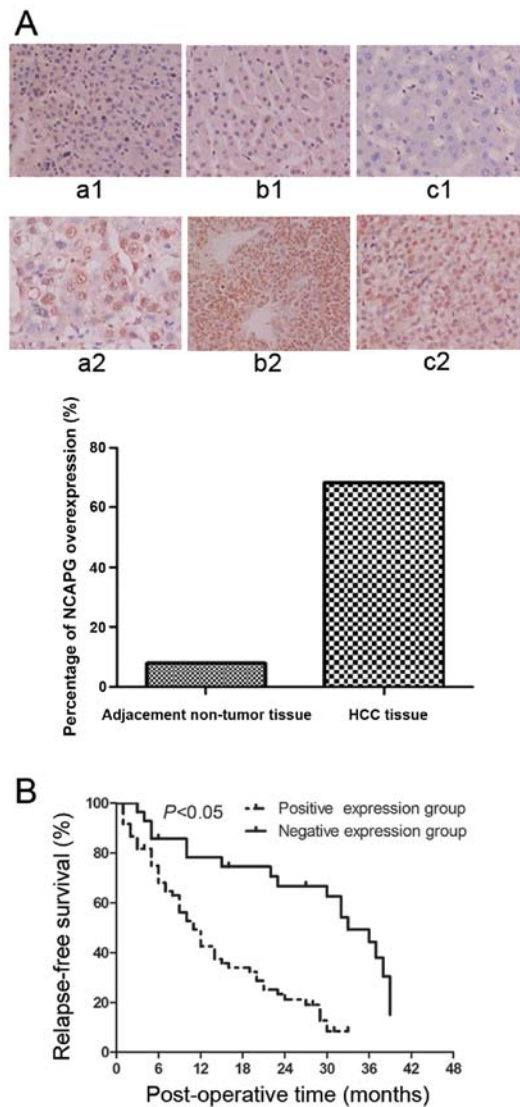 A
a1 b1 c1
a2 b2 c2
Percentage of NCAPG overexpression (%)
80
60
40
20
0
Adjacement non-tumor tissue HCC tissue
B
P<0.05
Positive expression group
Negative expression group
Relapse-free survival (%)
100
80
60
40
20
0
0 6 12 18 24 30 36 42 48
Post-operative time (months)